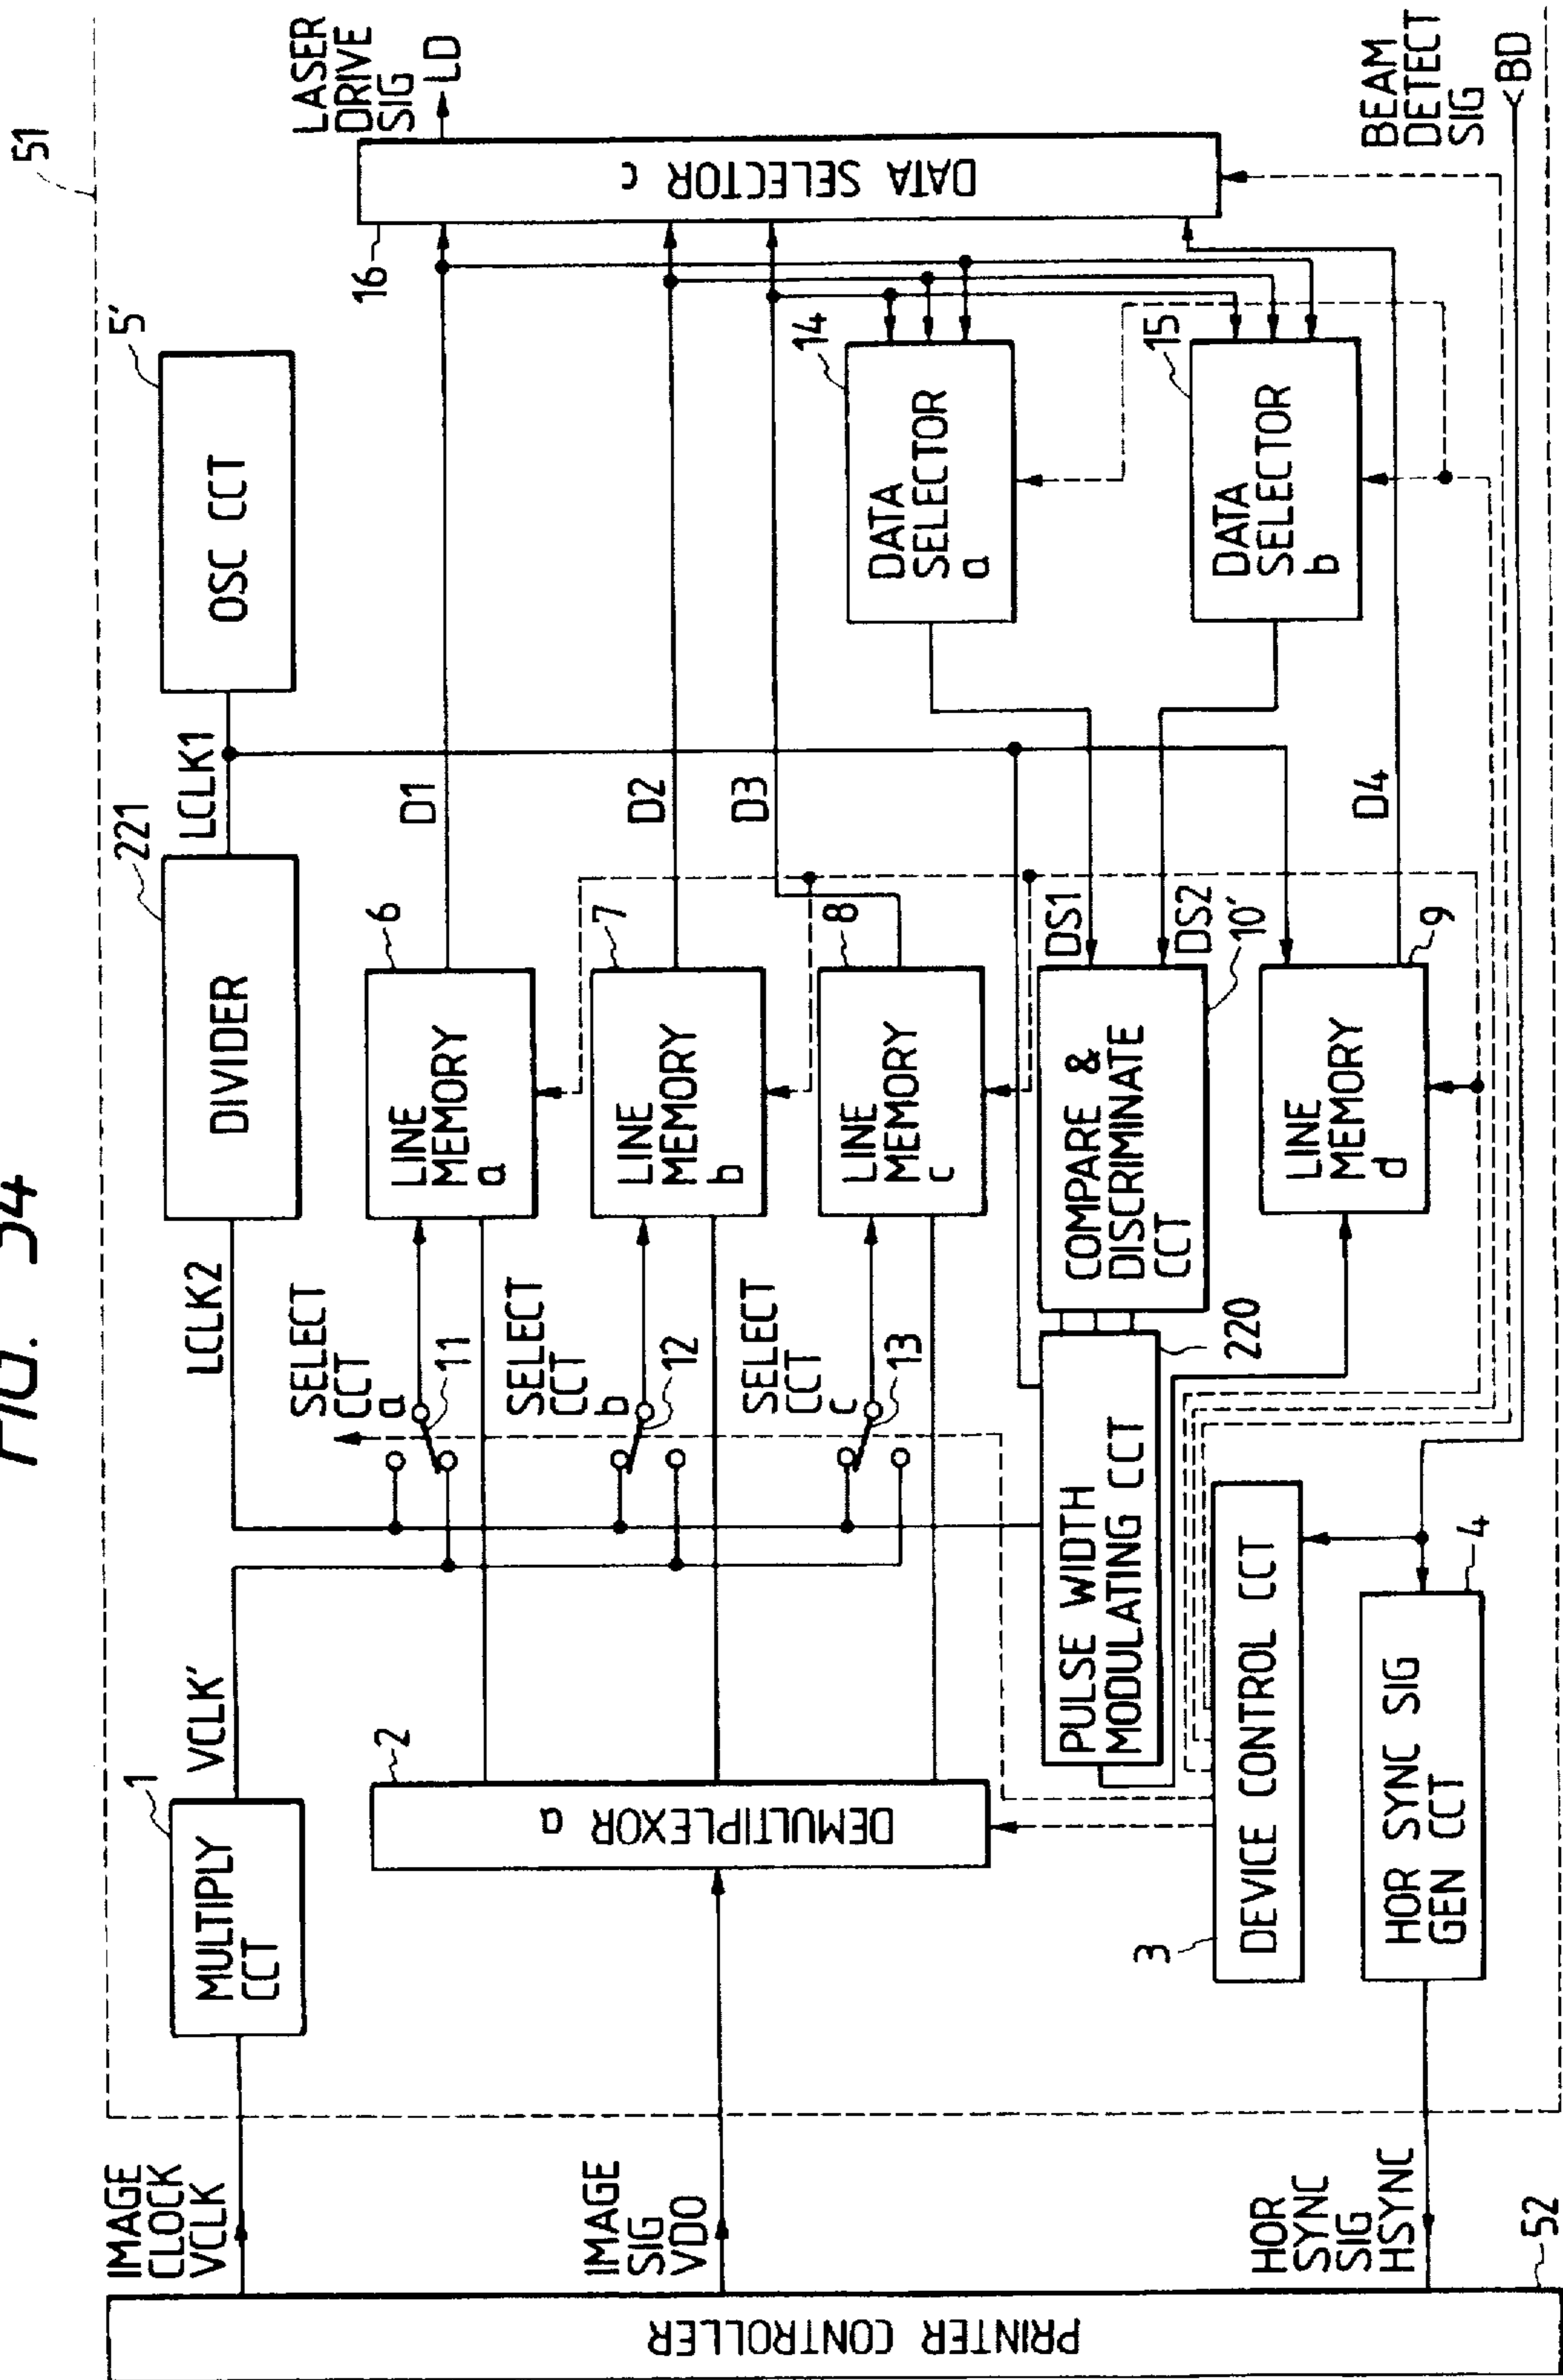 FIG. 34
51
IMAGE
CLOCK
VCLK
1
MULTIPLY
CCT
VCLK'
LCLK2
221
DIVIDER
LCLK1
5'
OSC CCT
LASER
DRIVE
SIG
LD
SELECT
CCT
a
11
6
LINE
MEMORY
a
D1
16
DATA SELECTOR c
IMAGE
SIG
VDO
2
DEMULTIPLEXOR a
SELECT
CCT
b
12
7
LINE
MEMORY
b
D2
SELECT
CCT
c
13
8
LINE
MEMORY
c
D3
14
DATA
SELECTOR
a
PULSE WIDTH
MODULATING CCT
220
COMPARE &
DISCRIMINATE
CCT
DS1
DS2
10'
15
DATA
SELECTOR
b
3
DEVICE CONTROL CCT
LINE
MEMORY
d
9
D4
HOR
SYNC
SIG
HSYNC
HOR SYNC SIG
GEN CCT
4
BEAM
DETECT
SIG
BD
PRINTER CONTROLLER
52